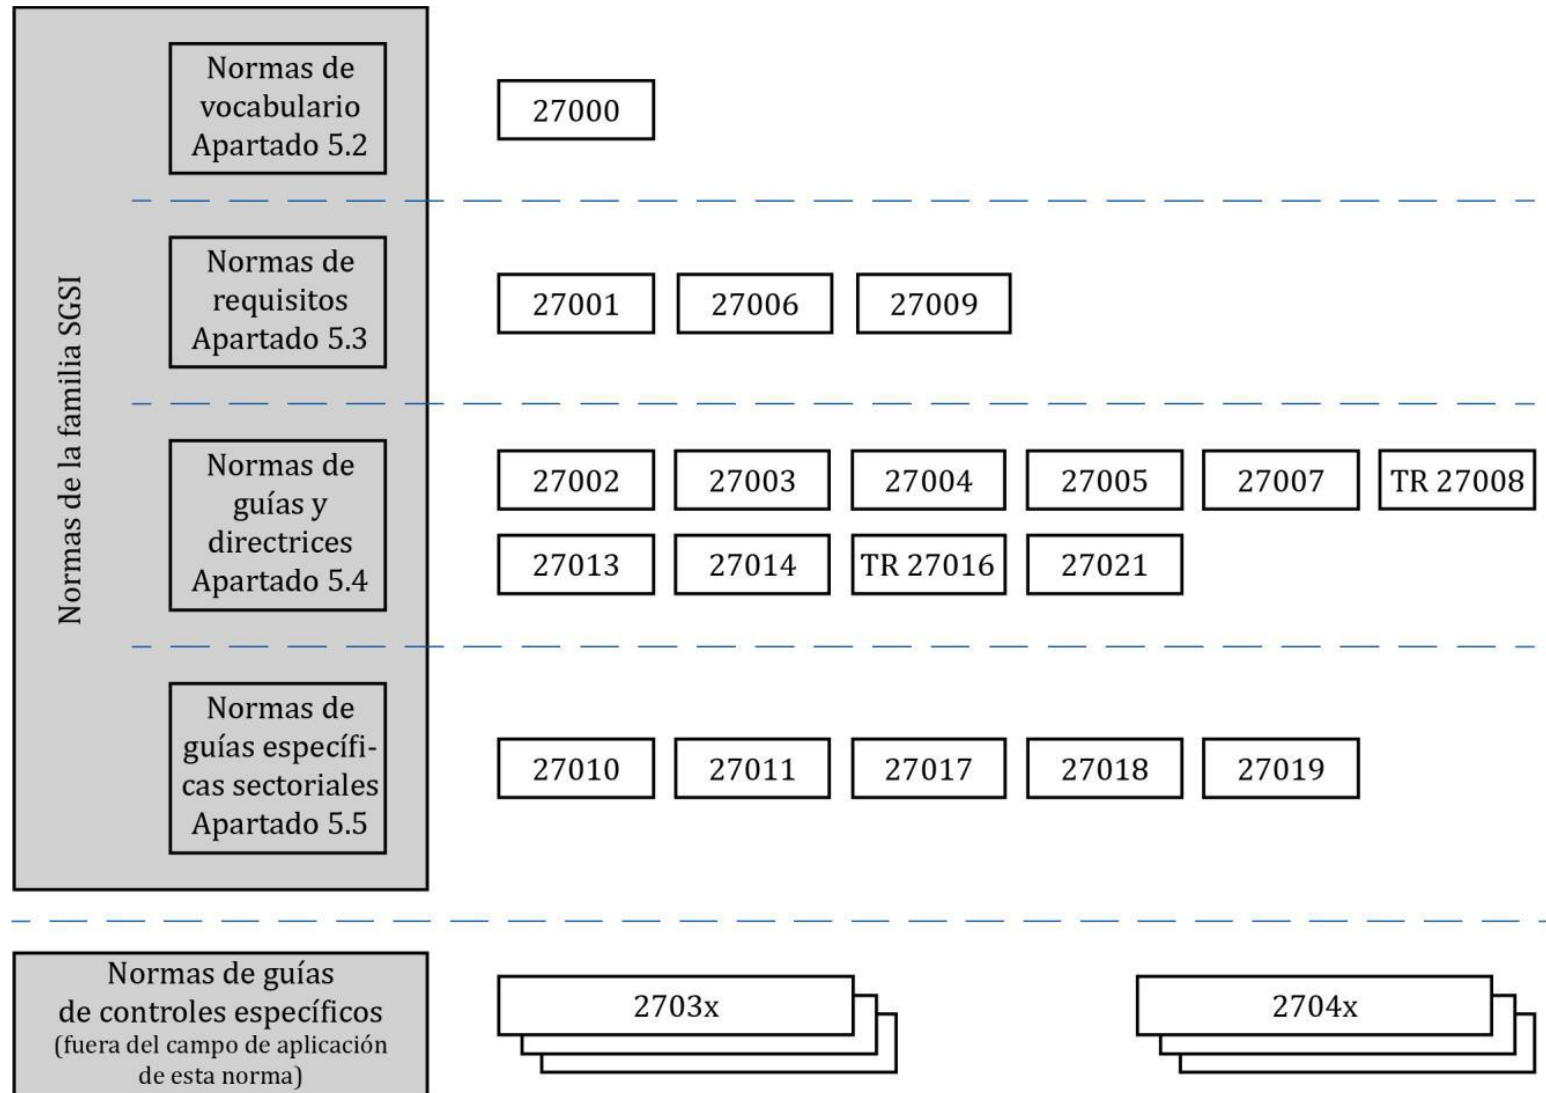 Normas de la familia SGSI
Normas de
vocabulario
Apartado 5.2
27000
Normas de
requisitos
Apartado 5.3
27001
27006
27009
Normas de
guías y
directrices
Apartado 5.4
27002
27003
27004
27005
27007
TR 27008
27013
27014
TR 27016
27021
Normas de
guías específi-
cas sectoriales
Apartado 5.5
27010
27011
27017
27018
27019
Normas de guías
de controles específicos
(fuera del campo de aplicación
de esta norma)
2703x
2704x